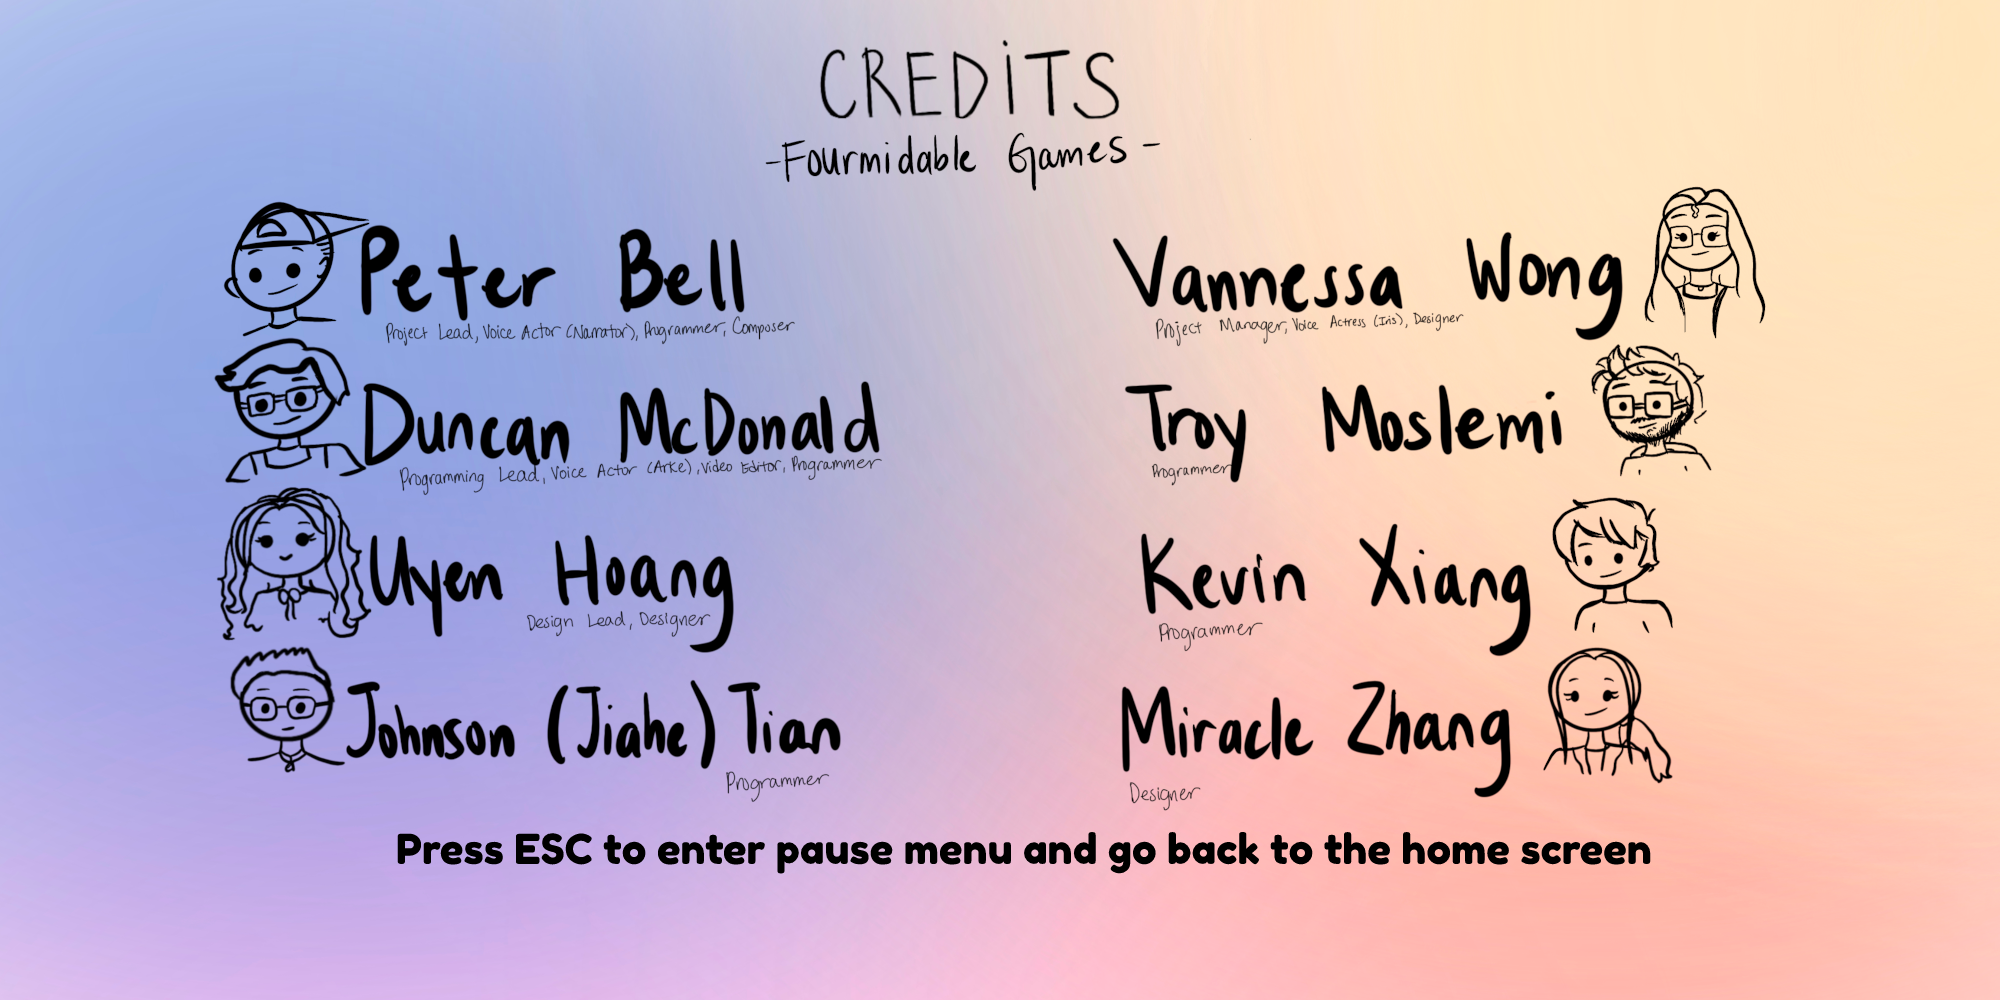 CREDITS
-Fourmidable Games-
Peter Bell
Project Lead, Voice Actor (Narrator), Programmer, Composer
Duncan McDonald
Programming Lead, Voice Actor (Arke), Video Editor, Programmer
Uyen Hoang
Design Lead, Designer
Johnson (Jiahe) Tian
Programmer
Vannessa Wong
Project Manager, Voice Actress (Iris), Designer
Troy Moslemi
Programmer
Kevin Xiang
Programmer
Miracle Zhang
Designer
Press ESC to enter pause menu and go back to the home screen